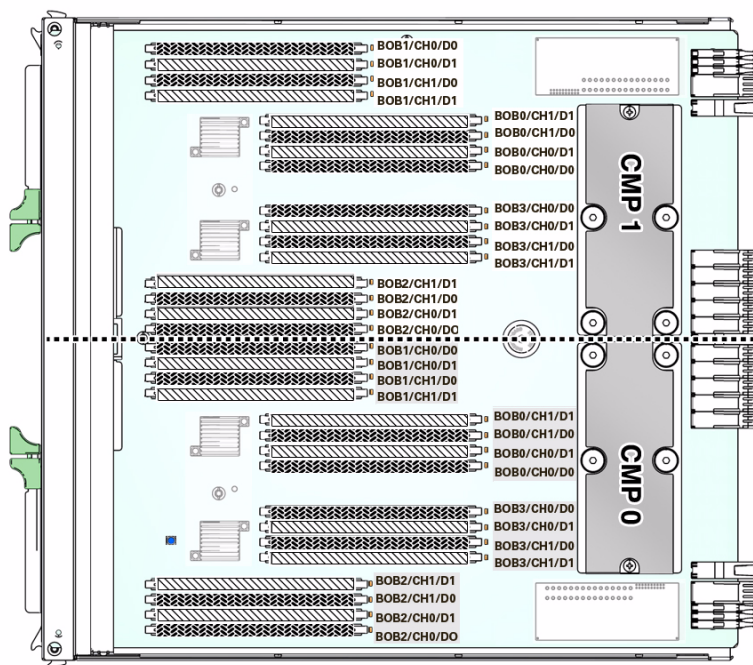 BOB1/CH0/D0
BOB1/CH0/D1
BOB1/CH1/D0
BOB1/CH1/D1
BOB0/CH1/D1
BOB0/CH1/D0
BOB0/CH0/D1
BOB0/CH0/D0
CMP 1
BOB3/CH0/D0
BOB3/CH0/D1
BOB3/CH1/D0
BOB3/CH1/D1
BOB2/CH1/D1
BOB2/CH1/D0
BOB2/CH0/D1
BOB2/CH0/DO
BOB1/CH0/D0
BOB1/CH0/D1
BOB1/CH1/D0
BOB1/CH1/D1
BOB0/CH1/D1
BOB0/CH1/D0
BOB0/CH0/D1
BOB0/CH0/D0
CMP 0
BOB3/CH0/D0
BOB3/CH0/D1
BOB3/CH1/D0
BOB3/CH1/D1
BOB2/CH1/D1
BOB2/CH1/D0
BOB2/CH0/D1
BOB2/CH0/DO